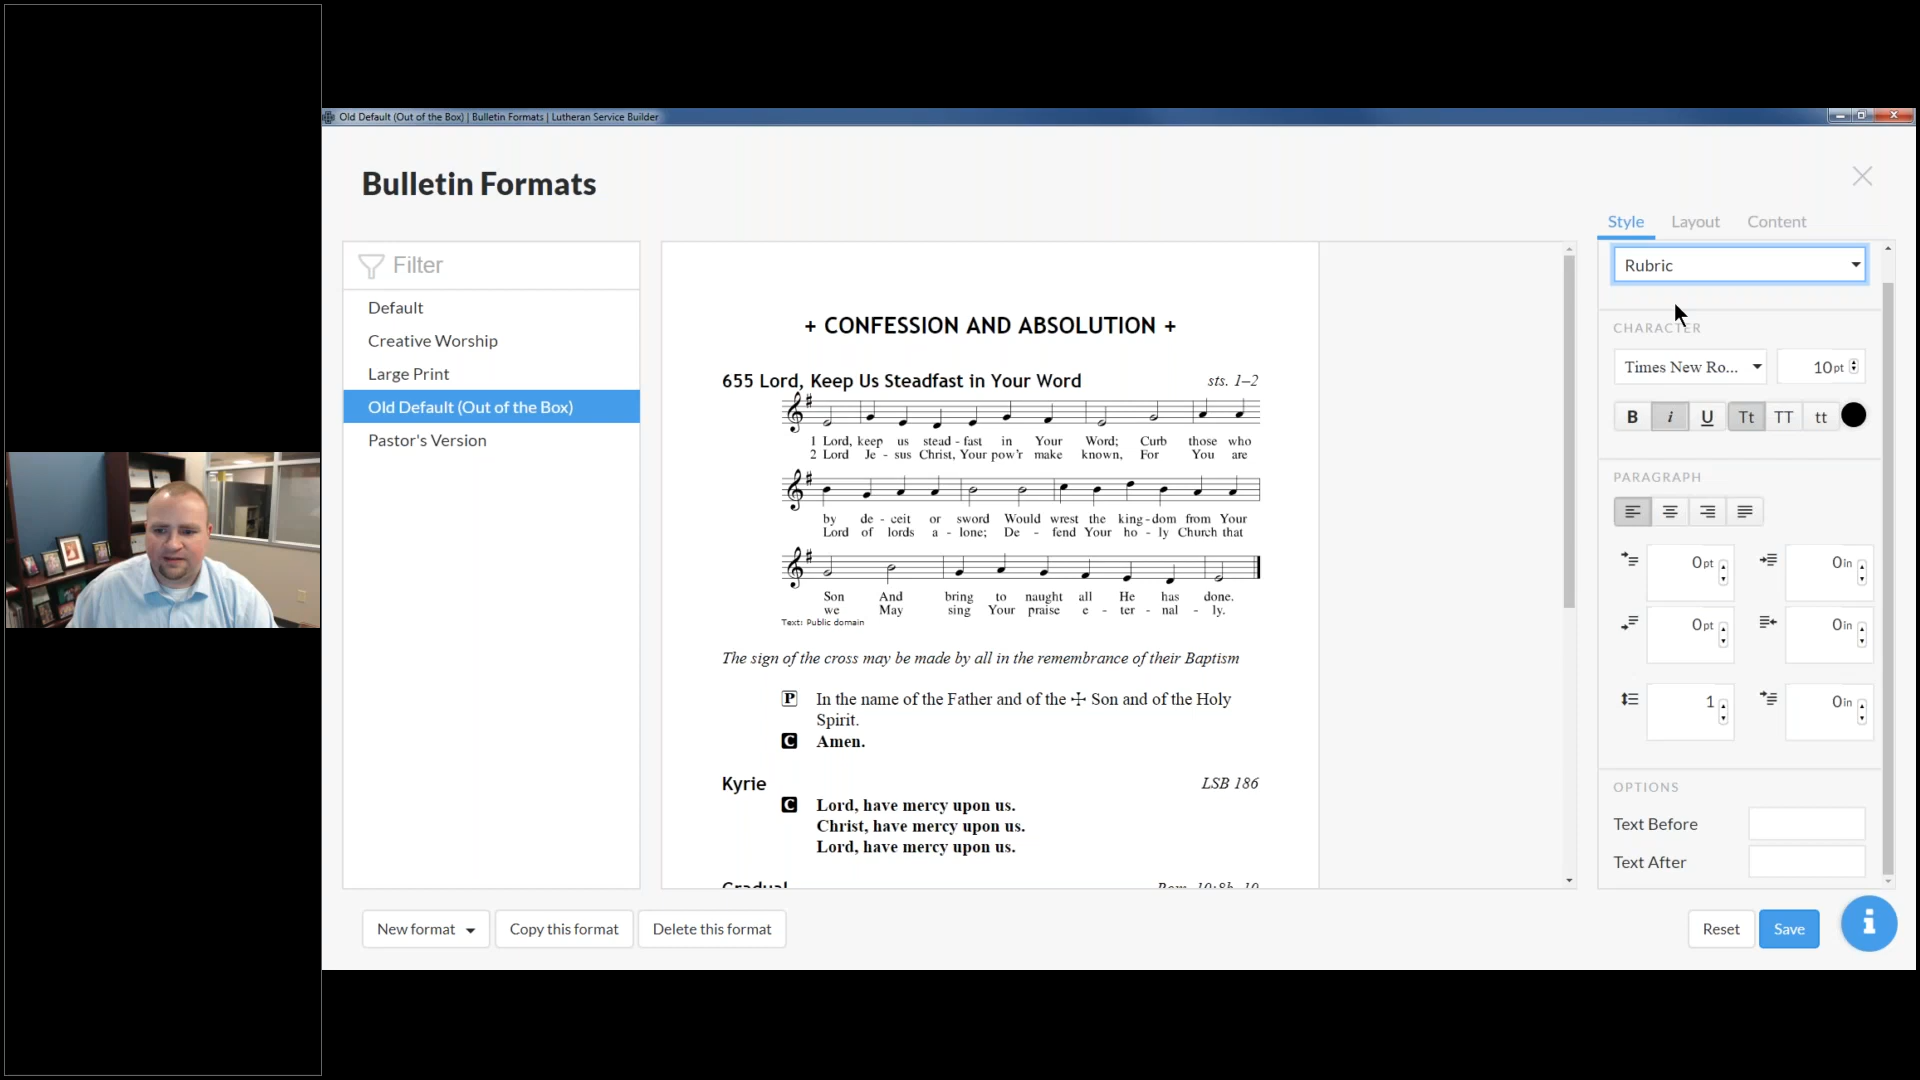 Old Default (Out of the Box) | Bulletin Formats | Lutheran Service Builder
Bulletin Formats
Style Layout Content
Filter
Default
Creative Worship
Large Print
Old Default (Out of the Box)
Pastor's Version
+ CONFESSION AND ABSOLUTION +
655 Lord, Keep Us Steadfast in Your Word sts. 1–2
1 Lord, keep us stead - fast in Your Word; Curb those who
2 Lord Je - sus Christ, Your pow'r make known, For You are
by de - ceit or sword Would wrest the king - dom from Your
Lord of lords a - lone; De - fend Your ho - ly Church that
Son And bring to naught all He has done.
we May sing Your praise e - ter - nal - ly.
Text: Public domain
The sign of the cross may be made by all in the remembrance of their Baptism
P In the name of the Father and of the ☩ Son and of the Holy
Spirit.
C Amen.
Kyrie LSB 186
C Lord, have mercy upon us.
Christ, have mercy upon us.
Lord, have mercy upon us.
Gradual Rom. 10:8b, 10
Rubric
CHARACTER
Times New Ro... 10pt
B i U Tt TT tt
PARAGRAPH
0pt 0in
0pt 0in
1 0in
OPTIONS
Text Before
Text After
New format Copy this format Delete this format
Reset Save i